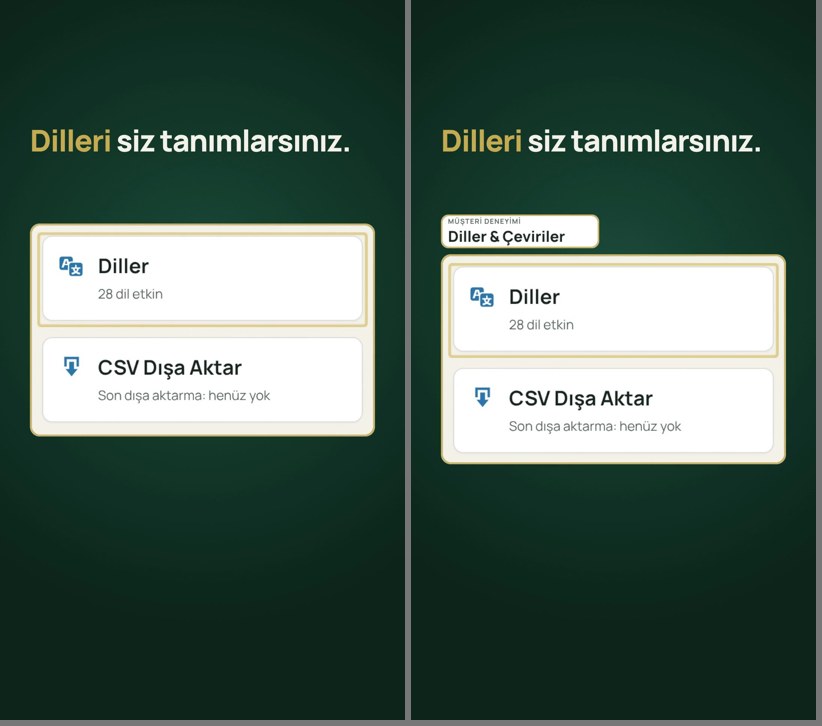 Dilleri siz tanımlarsınız.
Diller
28 dil etkin
CSV Dışa Aktar
Son dışa aktarma: henüz yok
Dilleri siz tanımlarsınız.
MÜŞTERİ DENEYİMİ
Diller & Çeviriler
Diller
28 dil etkin
CSV Dışa Aktar
Son dışa aktarma: henüz yok